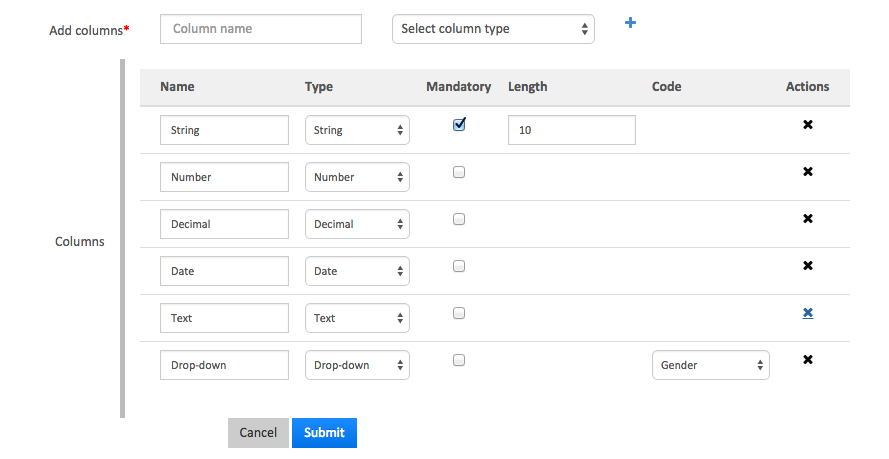 Add columns* Column name Select column type
Name Type Mandatory Length Code Actions
String String 10
Number Number
Decimal Decimal
Columns
Date Date
Text Text
Drop-down Drop-down Gender
Cancel Submit